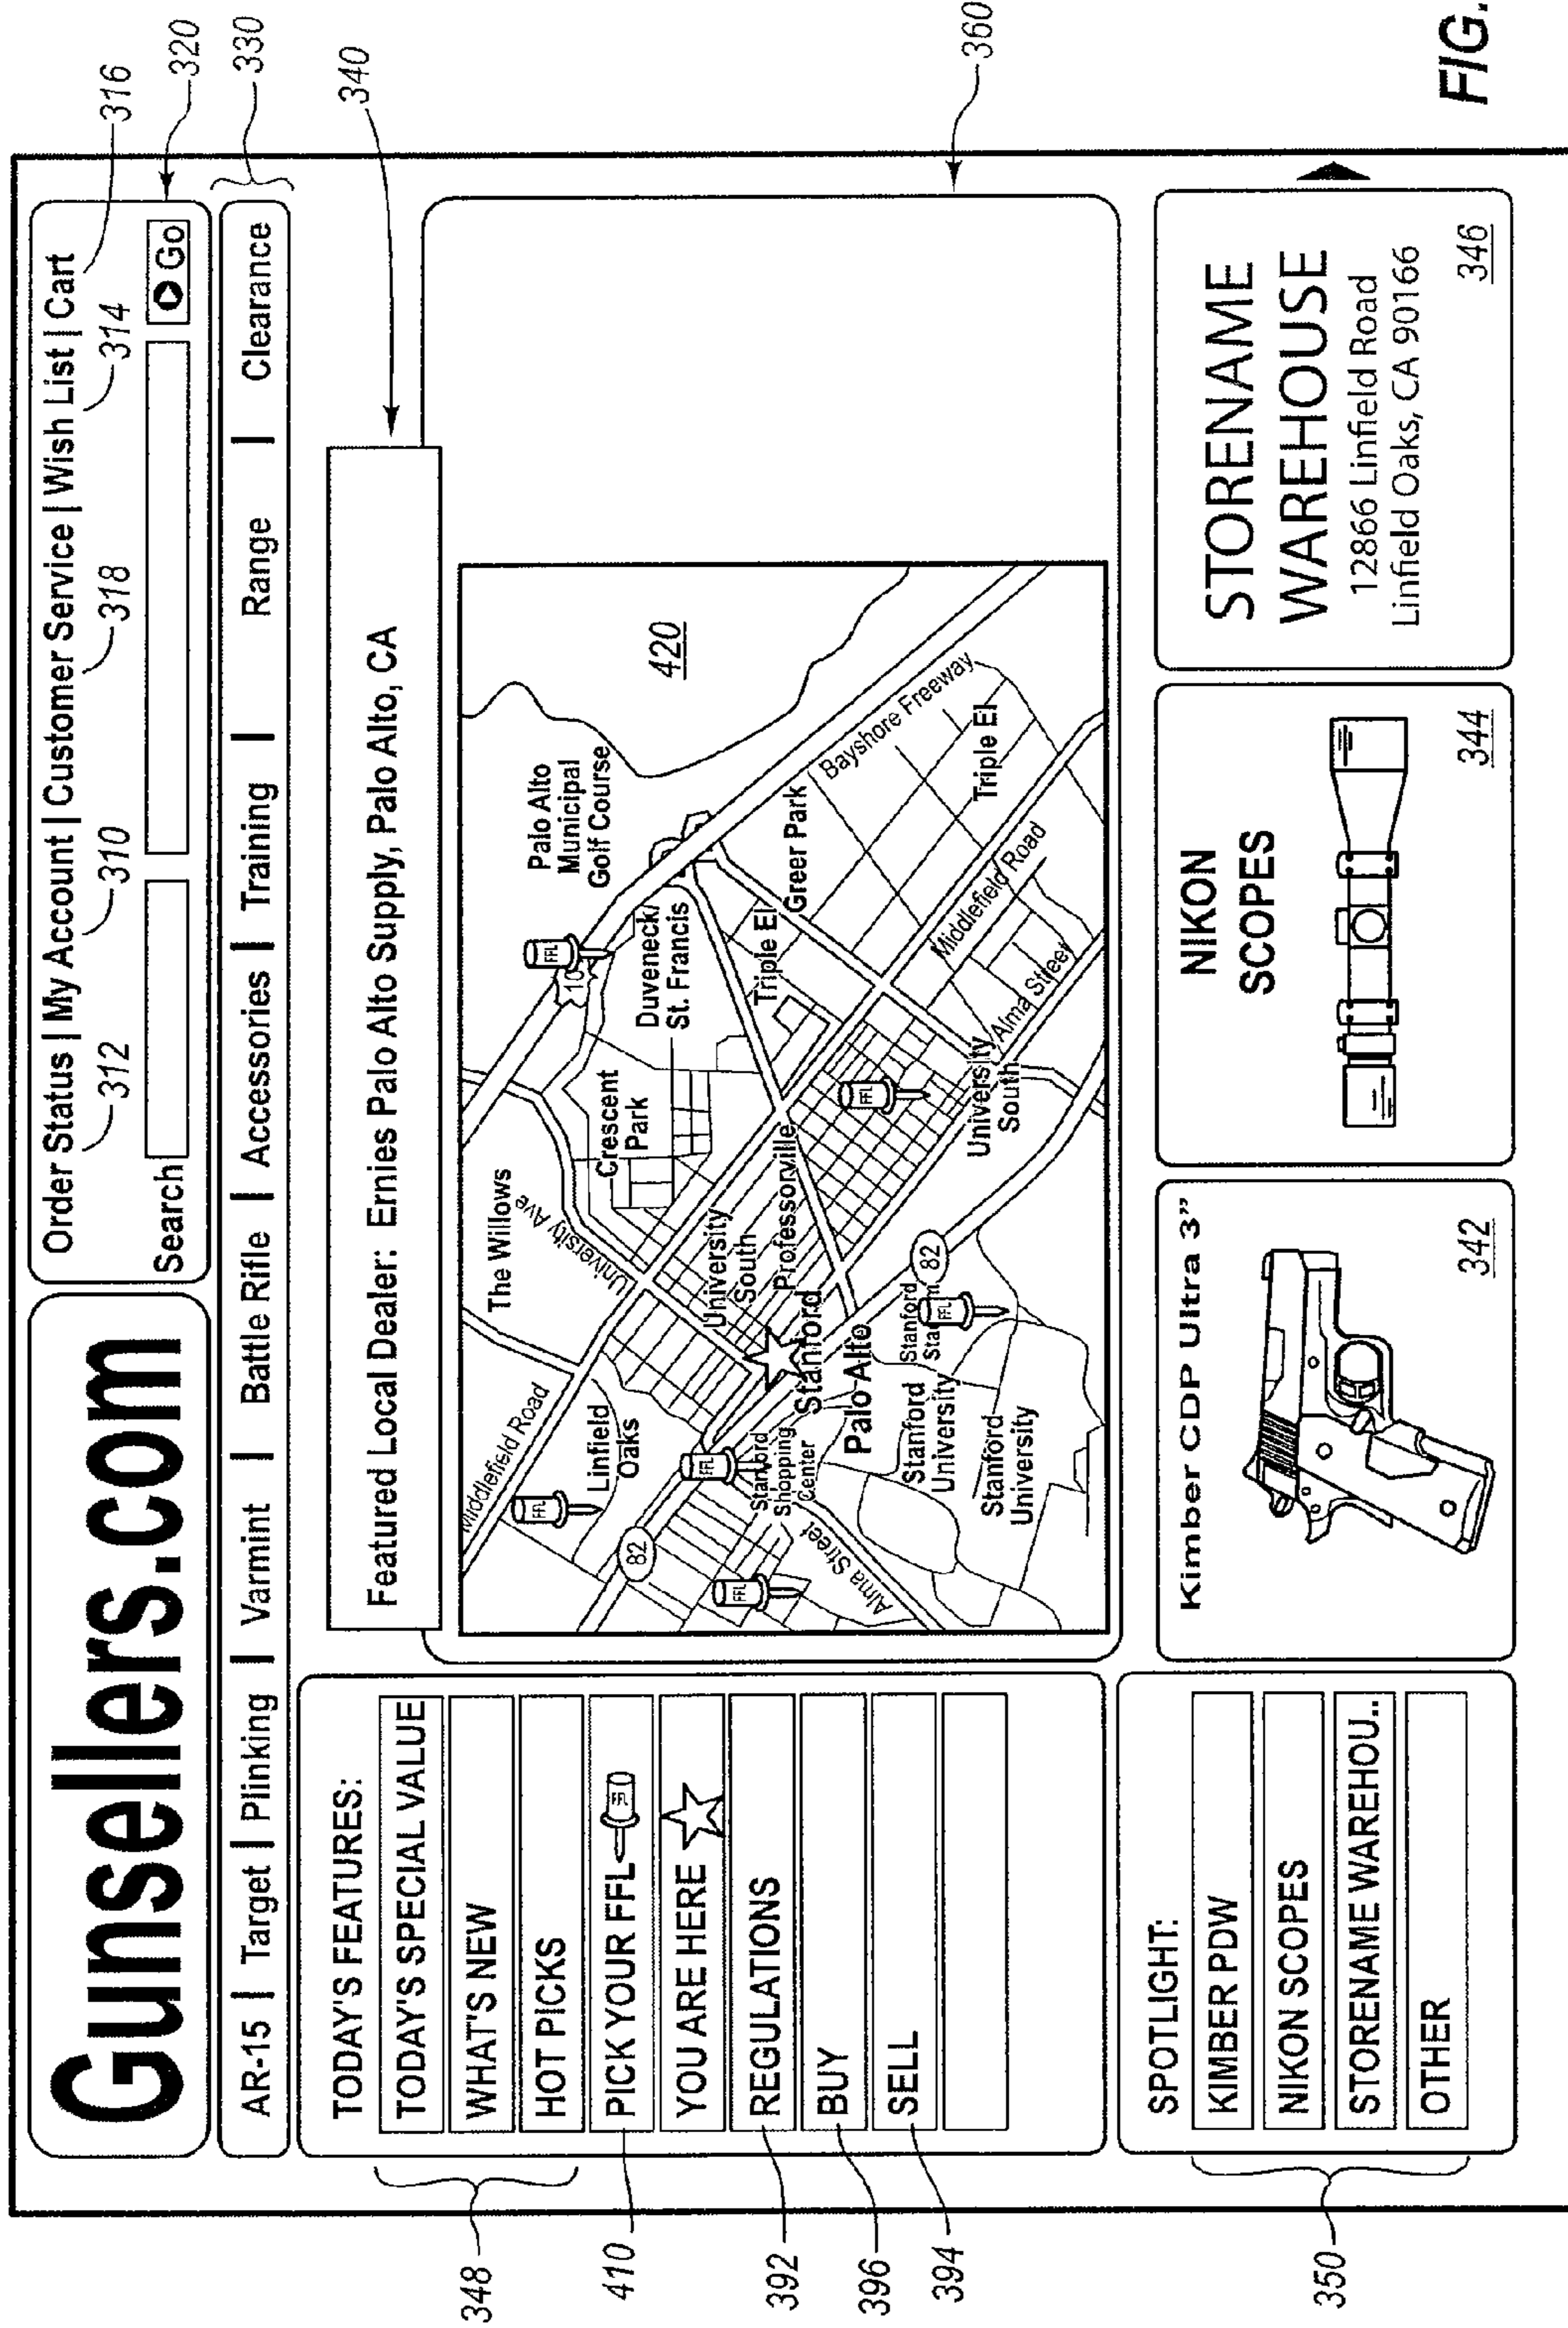 Gunsellers.com
Order Status | My Account | Customer Service | Wish List | Cart
312
310
318
314
316
Search
Go
320
AR-15 | Target | Plinking | Varmint | Battle Rifle | Accessories | Training | Range | Clearance
330
TODAY'S FEATURES:
TODAY'S SPECIAL VALUE
WHAT'S NEW
HOT PICKS
PICK YOUR FFL
FFL
YOU ARE HERE
REGULATIONS
BUY
SELL
348
410
392
396
394
Featured Local Dealer: Ernies Palo Alto Supply, Palo Alto, CA
340
360
Middlefield Road
The Willows
University Ave
Palo Alto
Municipal
Golf Course
FFL
FFL
Linfield
Oaks
Crescent
Park
Duveneck/
St. Francis
420
82
FFL
University
South
Triple El
Greer Park
Bayshore Freeway
FFL
Stanford
Shopping
Center
Stanford
Professorville
FFL
Alma Street
Palo Alto
Middlefield Road
Triple El
Stanford
University
Stanford
FFL
82
University
South
Alma Street
Stanford
University
SPOTLIGHT:
KIMBER PDW
NIKON SCOPES
STORENAME WAREHOU..
OTHER
350
Kimber CDP Ultra 3”
342
NIKON
SCOPES
344
STORENAME
WAREHOUSE
12866 Linfield Road
Linfield Oaks, CA 90166
346
FIG.